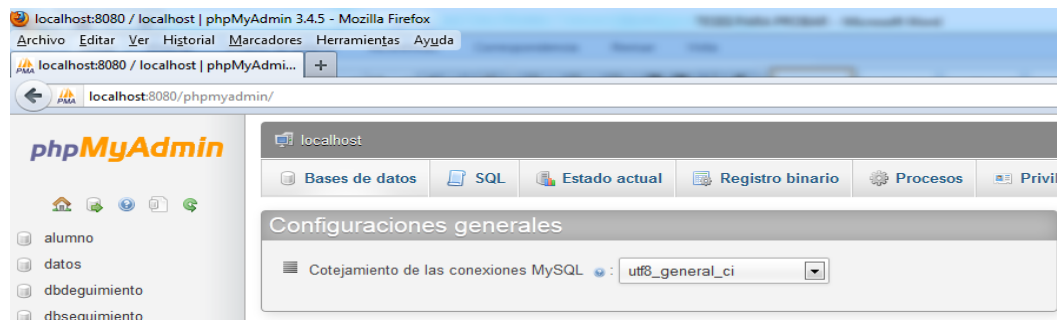 localhost:8080 / localhost | phpMyAdmin 3.4.5 - Mozilla Firefox
Archivo Editar Ver Historial Marcadores Herramientas Ayuda
PMA localhost:8080 / localhost | phpMyAdmi... +
PMA localhost:8080/phpmyadmin/
phpMyAdmin
localhost
Bases de datos SQL Estado actual Registro binario Procesos Privil
Configuraciones generales
Cotejamiento de las conexiones MySQL : utf8_general_ci
alumno
datos
dbdeguimiento
dbseguimiento